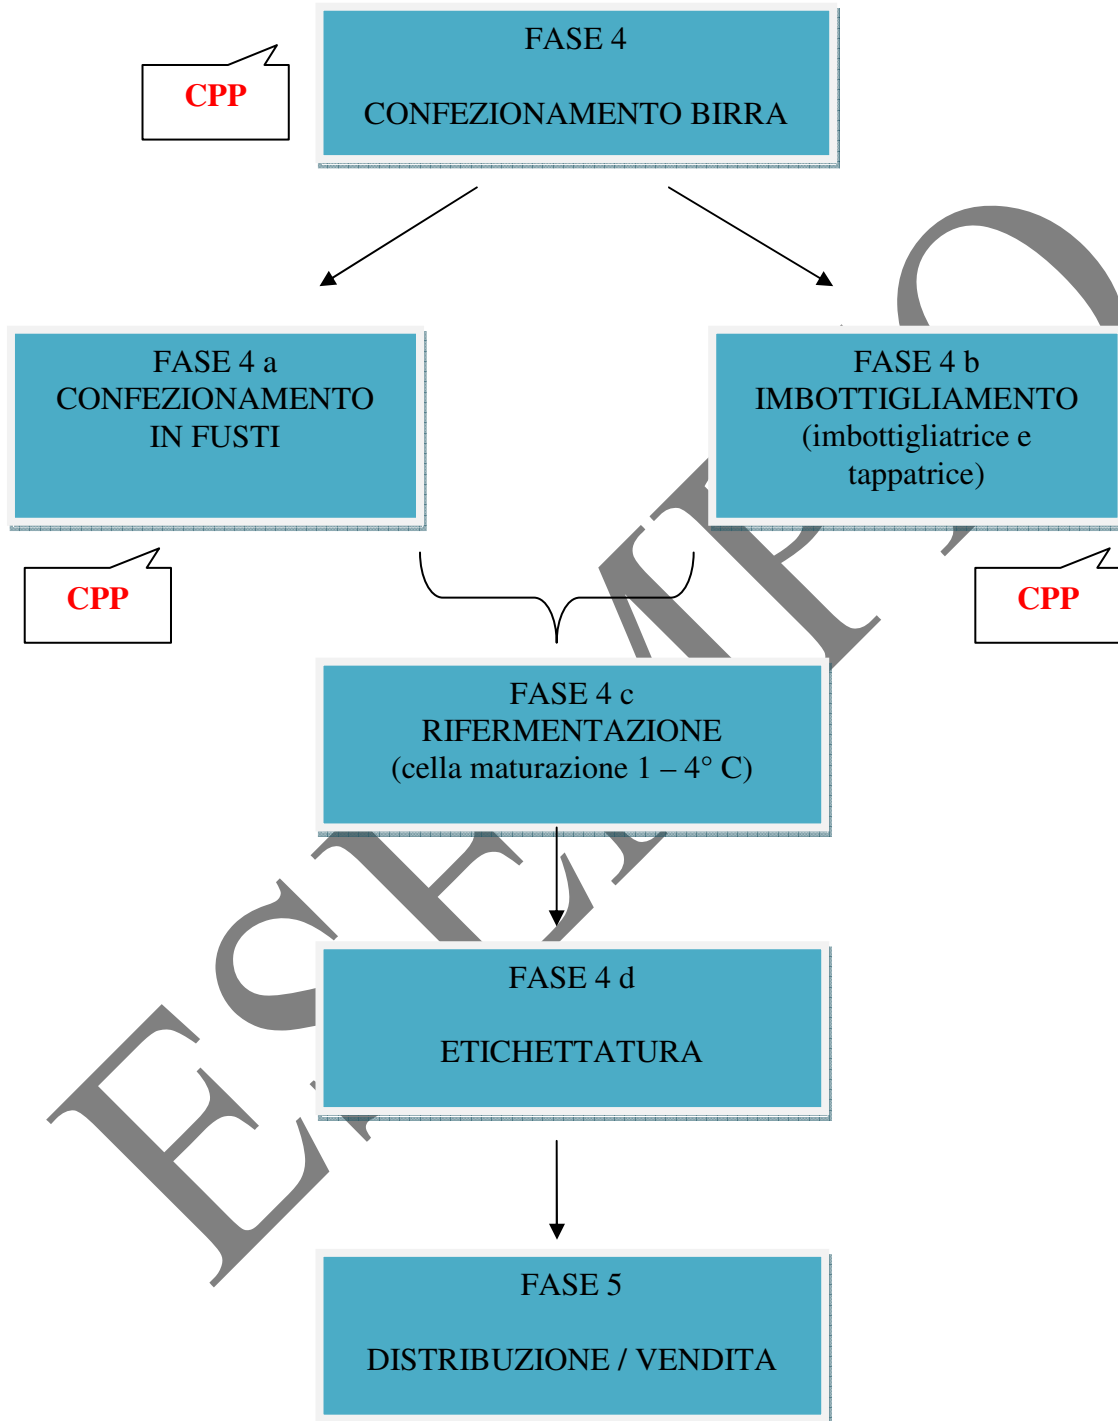 FASE 4
CPP
CONFEZIONAMENTO BIRRA
FASE 4 a
CONFEZIONAMENTO
IN FUSTI
FASE 4 b
IMBOTTIGLIAMENTO
(imbottigliatrice e
tappatrice)
CPP
CPP
FASE 4 c
RIFERMENTAZIONE
(cella maturazione 1 – 4° C)
FASE 4 d
ETICHETTATURA
FASE 5
DISTRIBUZIONE / VENDITA
ESEMPIO